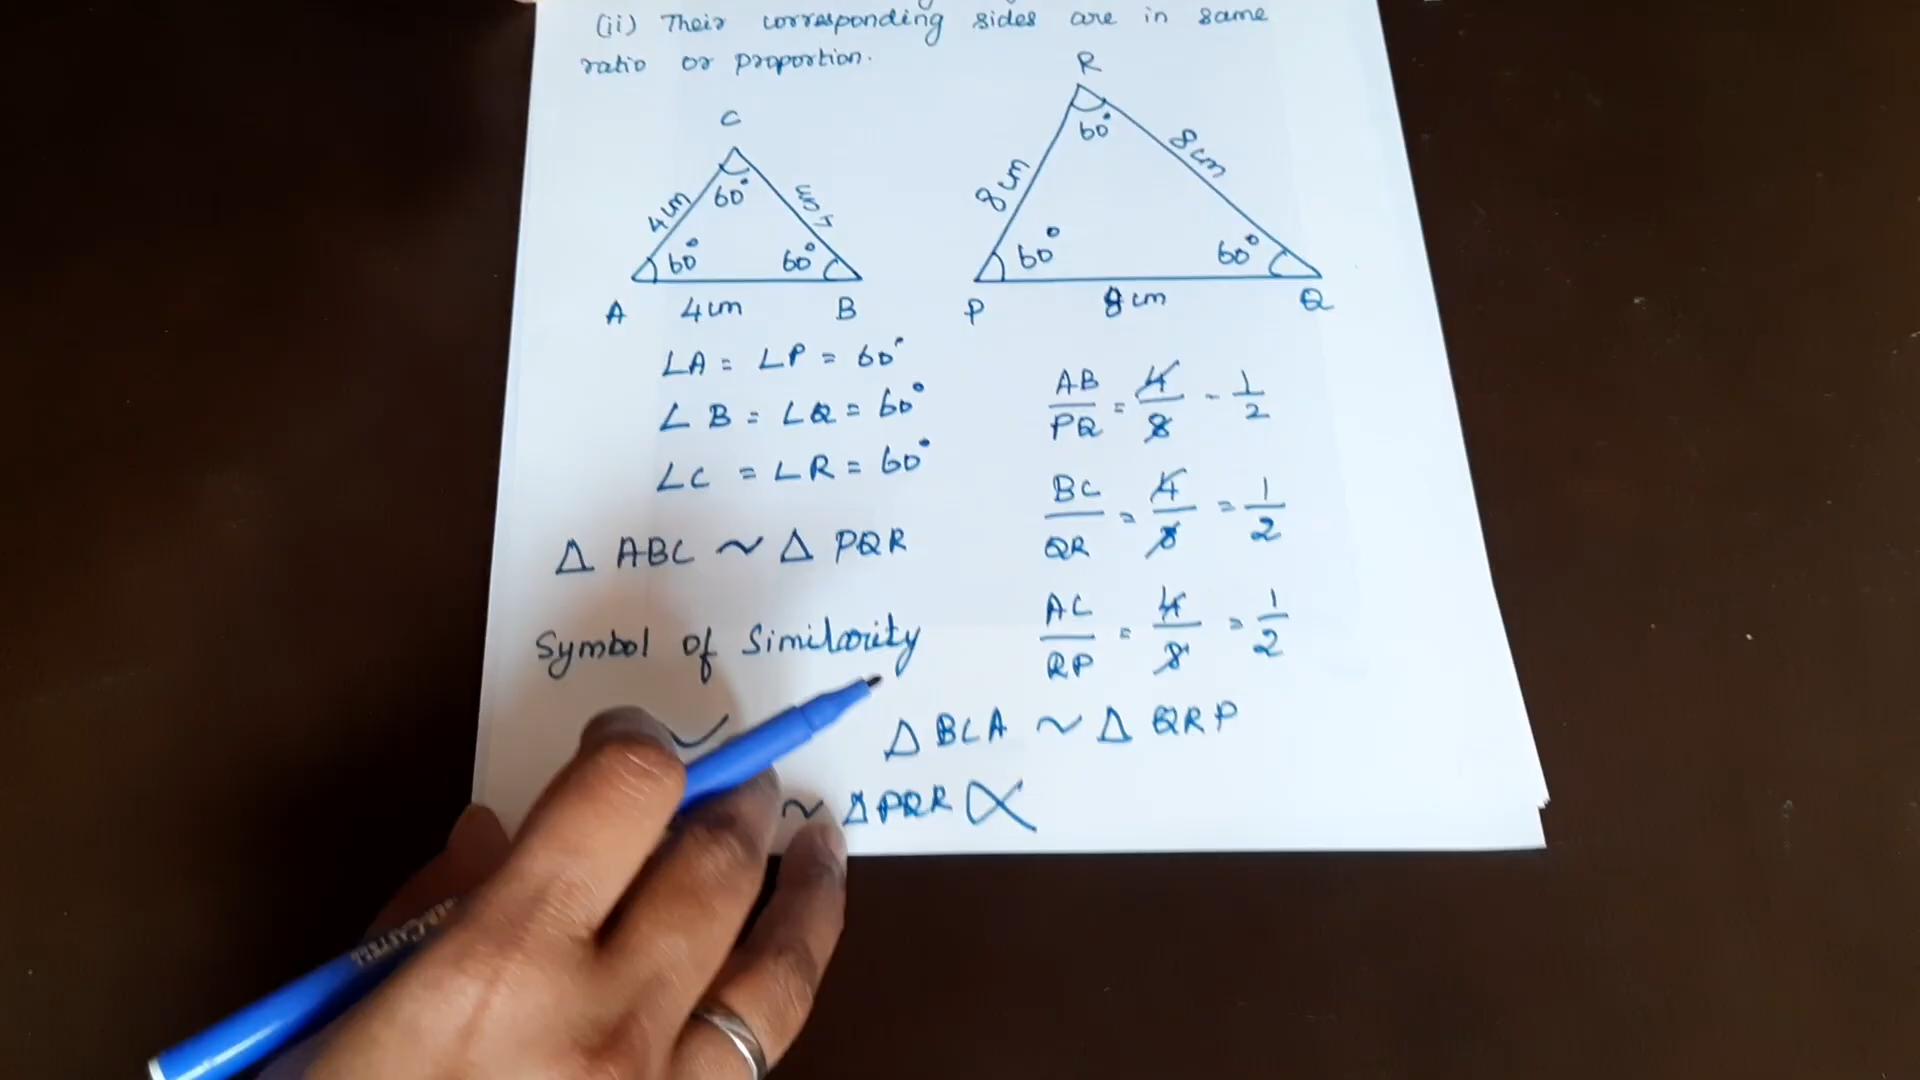 (ii) Their corresponding sides are in same
ratio or proportion.
C
60°
4cm
A
60°
60°
B
4cm
R
60°
8cm
8cm
P
60°
60°
Q
8cm
∠A = ∠P = 60°
∠B = ∠Q = 60°
∠C = ∠R = 60°
Δ ABC ~ Δ PQR
Symbol of Similarity
AB/PQ = 4/8 - 1/2
BC/QR = 4/8 = 1/2
AC/RP = 4/8 = 1/2
Δ BCA ~ Δ QRP
~ Δ PQR